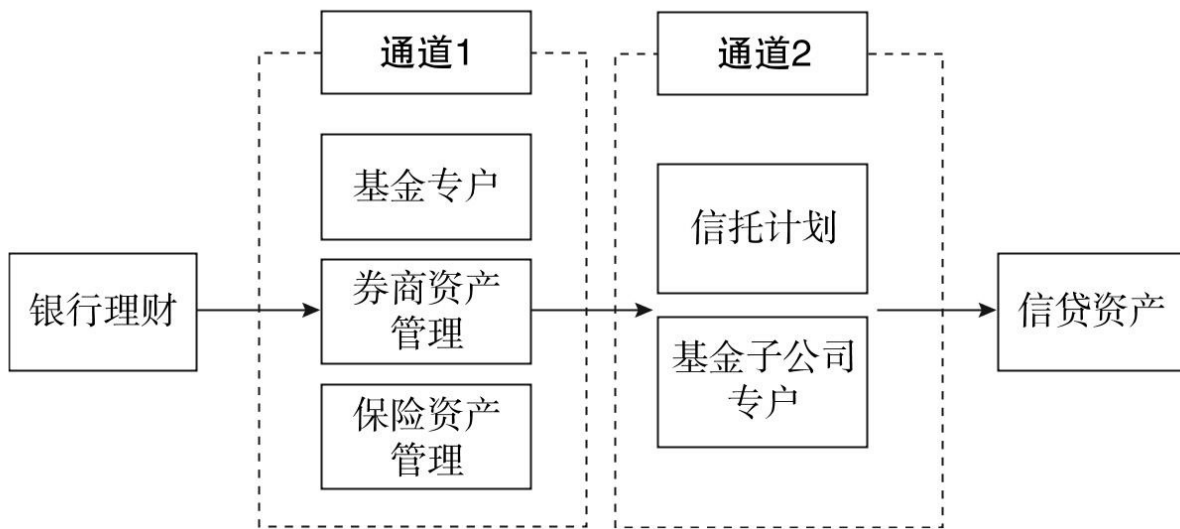 通道1
通道2
基金专户
信托计划
银行理财
券商资产
管理
信贷资产
基金子公司
专户
保险资产
管理